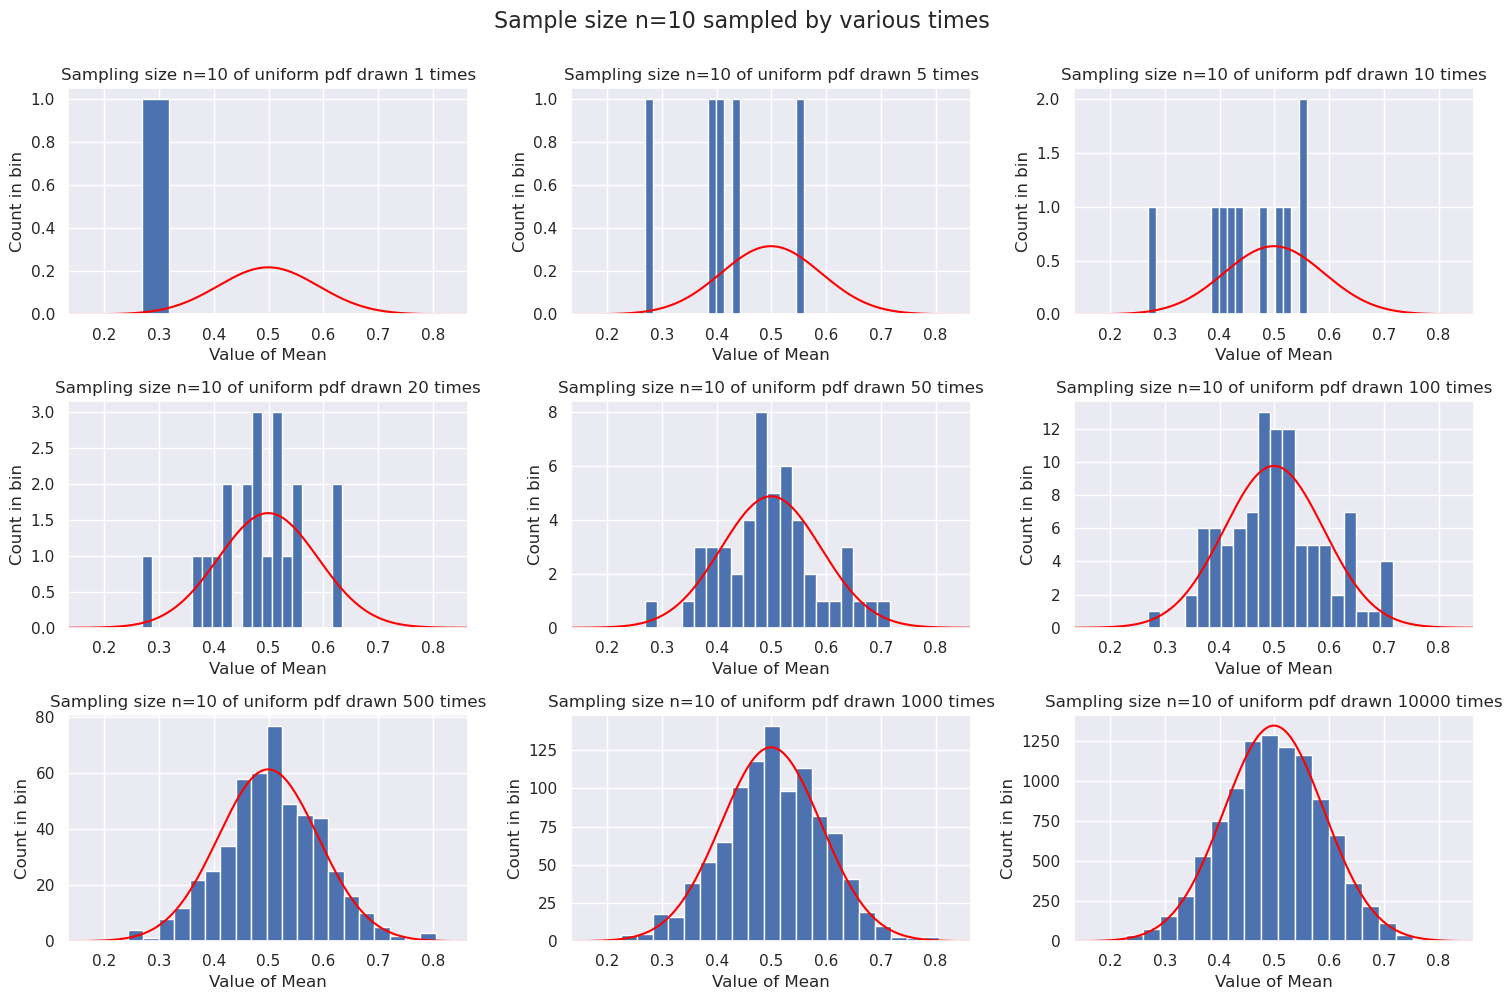 Sample size n=10 sampled by various times
Sampling size n=10 of uniform pdf drawn 1 times
Count in bin
1.0
0.8
0.6
0.4
0.2
0.0
0.2 0.3 0.4 0.5 0.6 0.7 0.8
Value of Mean
Sampling size n=10 of uniform pdf drawn 5 times
Count in bin
1.0
0.8
0.6
0.4
0.2
0.0
0.2 0.3 0.4 0.5 0.6 0.7 0.8
Value of Mean
Sampling size n=10 of uniform pdf drawn 10 times
Count in bin
2.0
1.5
1.0
0.5
0.0
0.2 0.3 0.4 0.5 0.6 0.7 0.8
Value of Mean
Sampling size n=10 of uniform pdf drawn 20 times
Count in bin
3.0
2.5
2.0
1.5
1.0
0.5
0.0
0.2 0.3 0.4 0.5 0.6 0.7 0.8
Value of Mean
Sampling size n=10 of uniform pdf drawn 50 times
Count in bin
8
6
4
2
0
0.2 0.3 0.4 0.5 0.6 0.7 0.8
Value of Mean
Sampling size n=10 of uniform pdf drawn 100 times
Count in bin
12
10
8
6
4
2
0
0.2 0.3 0.4 0.5 0.6 0.7 0.8
Value of Mean
Sampling size n=10 of uniform pdf drawn 500 times
Count in bin
80
60
40
20
0
0.2 0.3 0.4 0.5 0.6 0.7 0.8
Value of Mean
Sampling size n=10 of uniform pdf drawn 1000 times
Count in bin
125
100
75
50
25
0
0.2 0.3 0.4 0.5 0.6 0.7 0.8
Value of Mean
Sampling size n=10 of uniform pdf drawn 10000 times
Count in bin
1250
1000
750
500
250
0
0.2 0.3 0.4 0.5 0.6 0.7 0.8
Value of Mean